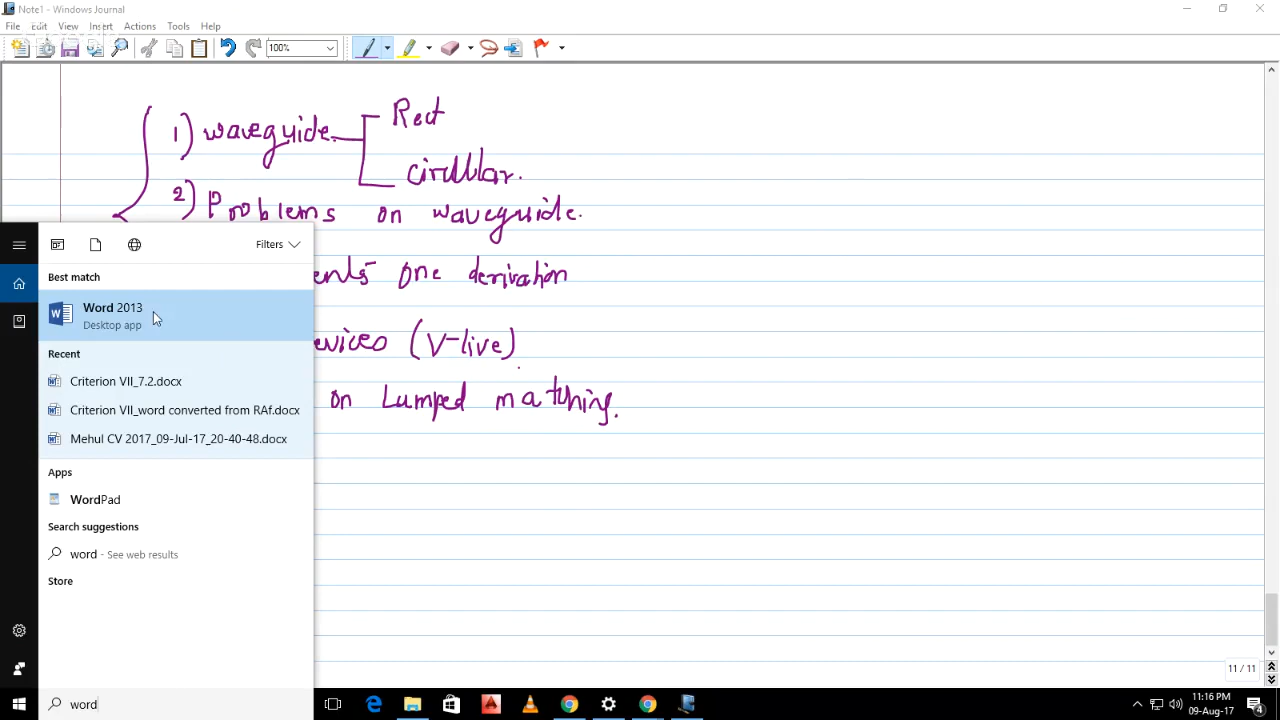 Note1 - Windows Journal
File Edit View Insert Actions Tools Help
100%
1) waveguide Rect
circular.
2) Problems on waveguide.
one derivation
(V-live)
on Lumped matching.
Filters
Best match
Word 2013
Desktop app
Recent
Criterion VII_7.2.docx
Criterion VII_word converted from RAf.docx
Mehul CV 2017_09-Jul-17_20-40-48.docx
Apps
WordPad
Search suggestions
word - See web results
Store
word
11 / 11
11:16 PM
09-Aug-17
4